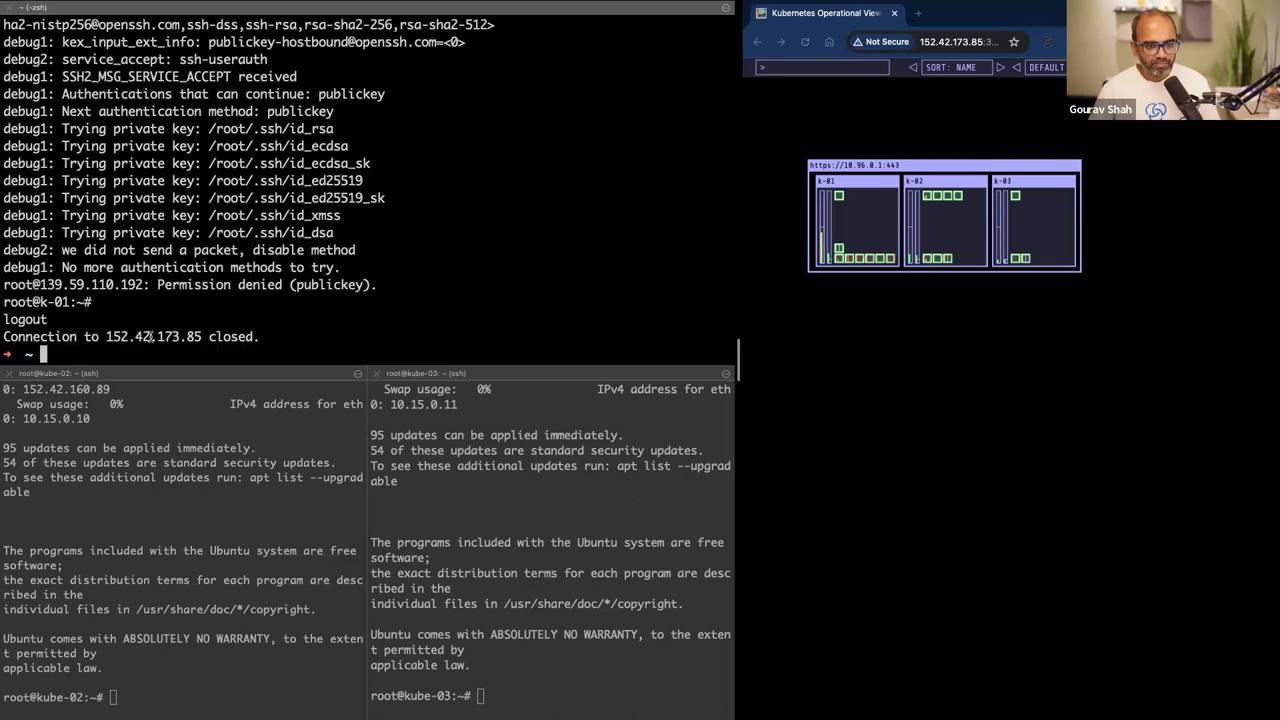 ~ (-zsh)
ha2-nistp256@openssh.com,ssh-dss,ssh-rsa,rsa-sha2-256,rsa-sha2-512>
debug1: kex_input_ext_info: publickey-hostbound@openssh.com=<0>
debug2: service_accept: ssh-userauth
debug1: SSH2_MSG_SERVICE_ACCEPT received
debug1: Authentications that can continue: publickey
debug1: Next authentication method: publickey
debug1: Trying private key: /root/.ssh/id_rsa
debug1: Trying private key: /root/.ssh/id_ecdsa
debug1: Trying private key: /root/.ssh/id_ecdsa_sk
debug1: Trying private key: /root/.ssh/id_ed25519
debug1: Trying private key: /root/.ssh/id_ed25519_sk
debug1: Trying private key: /root/.ssh/id_xmss
debug1: Trying private key: /root/.ssh/id_dsa
debug2: we did not send a packet, disable method
debug1: No more authentication methods to try.
root@139.59.110.192: Permission denied (publickey).
root@k-01:~#
logout
Connection to 152.42.173.85 closed.
➜ ~
root@kube-02: ~ (ssh)
0: 152.42.160.89
Swap usage: 0% IPv4 address for eth
0: 10.15.0.10
95 updates can be applied immediately.
54 of these updates are standard security updates.
To see these additional updates run: apt list --upgrad
able
The programs included with the Ubuntu system are free
software;
the exact distribution terms for each program are desc
ribed in the
individual files in /usr/share/doc/*/copyright.
Ubuntu comes with ABSOLUTELY NO WARRANTY, to the exten
t permitted by
applicable law.
root@kube-02:~#
root@kube-03: ~ (ssh)
Swap usage: 0% IPv4 address for eth
0: 10.15.0.11
95 updates can be applied immediately.
54 of these updates are standard security updates.
To see these additional updates run: apt list --upgrad
able
The programs included with the Ubuntu system are free
software;
the exact distribution terms for each program are desc
ribed in the
individual files in /usr/share/doc/*/copyright.
Ubuntu comes with ABSOLUTELY NO WARRANTY, to the exten
t permitted by
applicable law.
root@kube-03:~#
Kubernetes Operational View
Not Secure 152.42.173.85:3...
> SORT: NAME DEFAULT
Gourav Shah
https://10.96.0.1:443
k-01 k-02 k-03